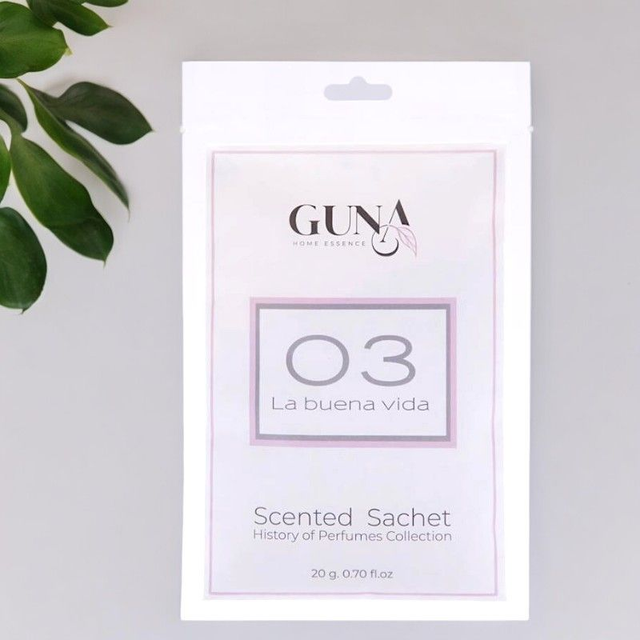 GUNA
HOME ESSENCE
03
La buena vida
Scented Sachet
History of Perfumes Collection
20 g. 0.70 fl.oz